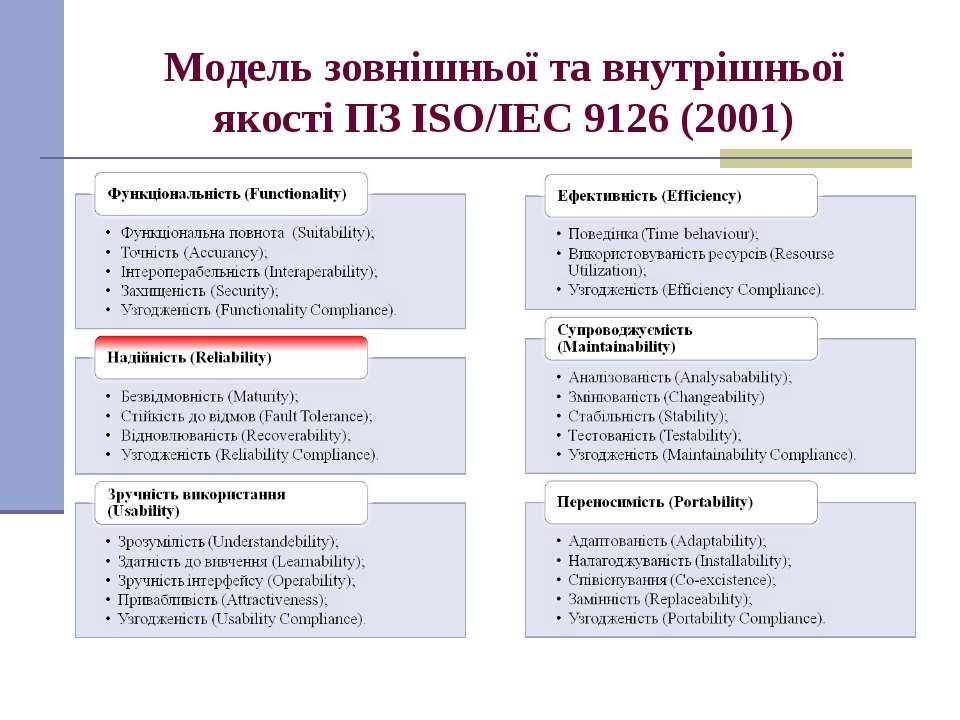 Модель зовнішньої та внутрішньої
якості ПЗ ISO/IEC 9126 (2001)
Функціональність (Functionality)
• Функціональна повнота (Suitability);
• Точність (Accurancy);
• Інтероперабельність (Interaperability);
• Захищеність (Security);
• Узгодженість (Functionality Compliance).
Надійність (Reliability)
• Безвідмовність (Maturity);
• Стійкість до відмов (Fault Tolerance);
• Відновлюваність (Recoverability);
• Узгодженість (Reliability Compliance).
Зручність використання
(Usability)
• Зрозумілість (Understandebility);
• Здатність до вивчення (Learnability);
• Зручність інтерфейсу (Operability);
• Привабливість (Attractiveness);
• Узгодженість (Usability Compliance).
Ефективність (Efficiency)
• Поведінка (Time behaviour);
• Використовуваність ресурсів (Resourse
Utilization);
• Узгодженість (Efficiency Compliance).
Супроводжуємість
(Maintainability)
• Аналізованість (Analysabability);
• Змінюваність (Changeability)
• Стабільність (Stability);
• Тестованість (Testability);
• Узгодженість (Maintainability Compliance).
Переносимість (Portability)
• Адаптованість (Adaptability);
• Налагоджуваність (Installability);
• Співіснування (Co-excistence);
• Замінність (Replaceability);
• Узгодженість (Portability Compliance).